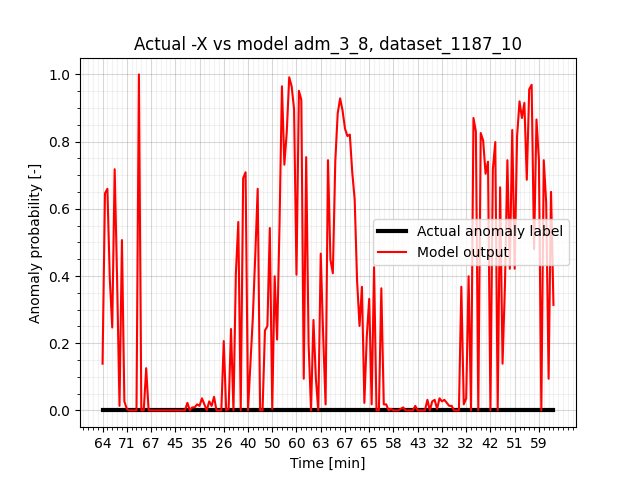 Actual -X vs model adm_3_8, dataset_1187_10
Anomaly probability [-]
1.0
0.8
0.6
0.4
0.2
0.0
Actual anomaly label
Model output
64 71 67 45 35 26 40 50 60 63 67 65 58 43 32 32 42 51 59
Time [min]